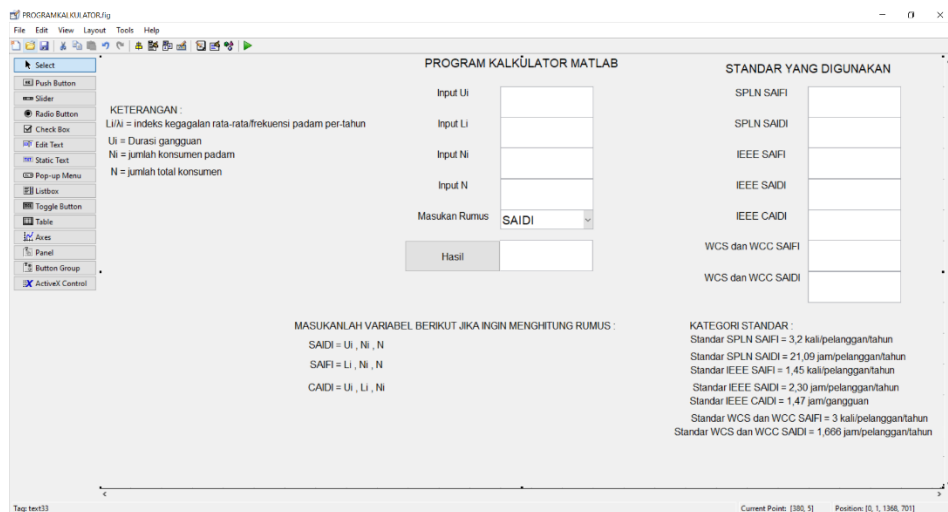 PROGRAMKALKULATOR.fig
File Edit View Layout Tools Help
Select
Push Button
Slider
Radio Button
Check Box
Edit Text
Static Text
Pop-up Menu
Listbox
Toggle Button
Table
Axes
Panel
Button Group
ActiveX Control
KETERANGAN :
Li/λi = indeks kegagalan rata-rata/frekuensi padam per-tahun
Ui = Durasi gangguan
Ni = jumlah konsumen padam
N = jumlah total konsumen
PROGRAM KALKULATOR MATLAB
Input Ui
Input Li
Input Ni
Input N
Masukan Rumus SAIDI
Hasil
STANDAR YANG DIGUNAKAN
SPLN SAIFI
SPLN SAIDI
IEEE SAIFI
IEEE SAIDI
IEEE CAIDI
WCS dan WCC SAIFI
WCS dan WCC SAIDI
MASUKANLAH VARIABEL BERIKUT JIKA INGIN MENGHITUNG RUMUS :
SAIDI = Ui , Ni , N
SAIFI = Li , Ni , N
CAIDI = Ui , Li , Ni
KATEGORI STANDAR :
Standar SPLN SAIFI = 3,2 kali/pelanggan/tahun
Standar SPLN SAIDI = 21,09 jam/pelanggan/tahun
Standar IEEE SAIFI = 1,45 kali/pelanggan/tahun
Standar IEEE SAIDI = 2,30 jam/pelanggan/tahun
Standar IEEE CAIDI = 1,47 jam/gangguan
Standar WCS dan WCC SAIFI = 3 kali/pelanggan/tahun
Standar WCS dan WCC SAIDI = 1,666 jam/pelanggan/tahun
Tag: text33
Current Point: [380, 5] Position: [0, 1, 1368, 701]